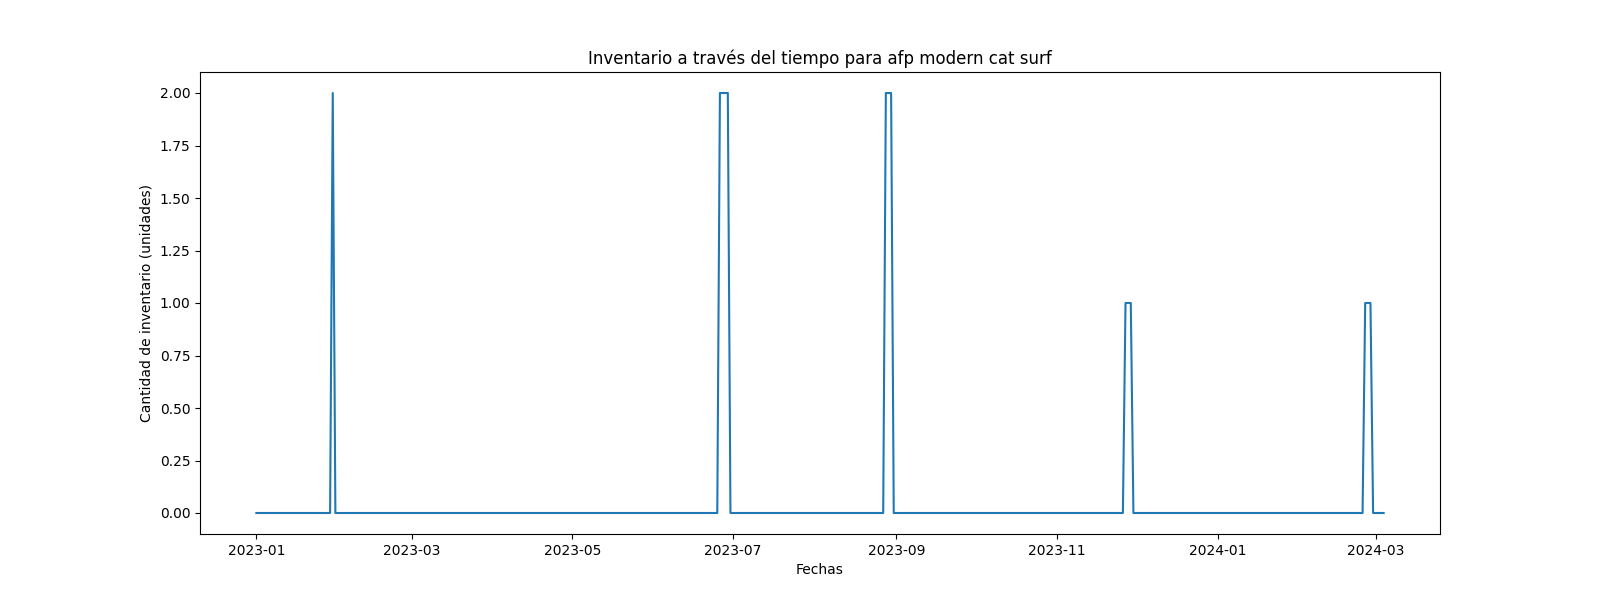 Inventario a través del tiempo para afp modern cat surf
Cantidad de inventario (unidades)
2.00
1.75
1.50
1.25
1.00
0.75
0.50
0.25
0.00
2023-01 2023-03 2023-05 2023-07 2023-09 2023-11 2024-01 2024-03
Fechas